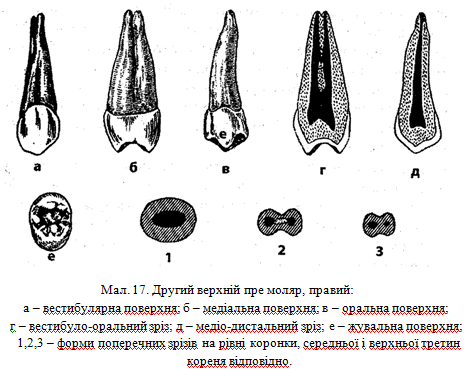 а б в г д
е
е 1 2 3
Мал. 17. Другий верхній пре моляр, правий:
а – вестибулярна поверхня; б – медіальна поверхня; в – оральна поверхня;
г – вестибуло-оральний зріз; д – медіо-дистальний зріз; е – жувальна поверхня;
1,2,3 – форми поперечних зрізів на рівні коронки, середньої і верхньої третин
кореня відповідно.